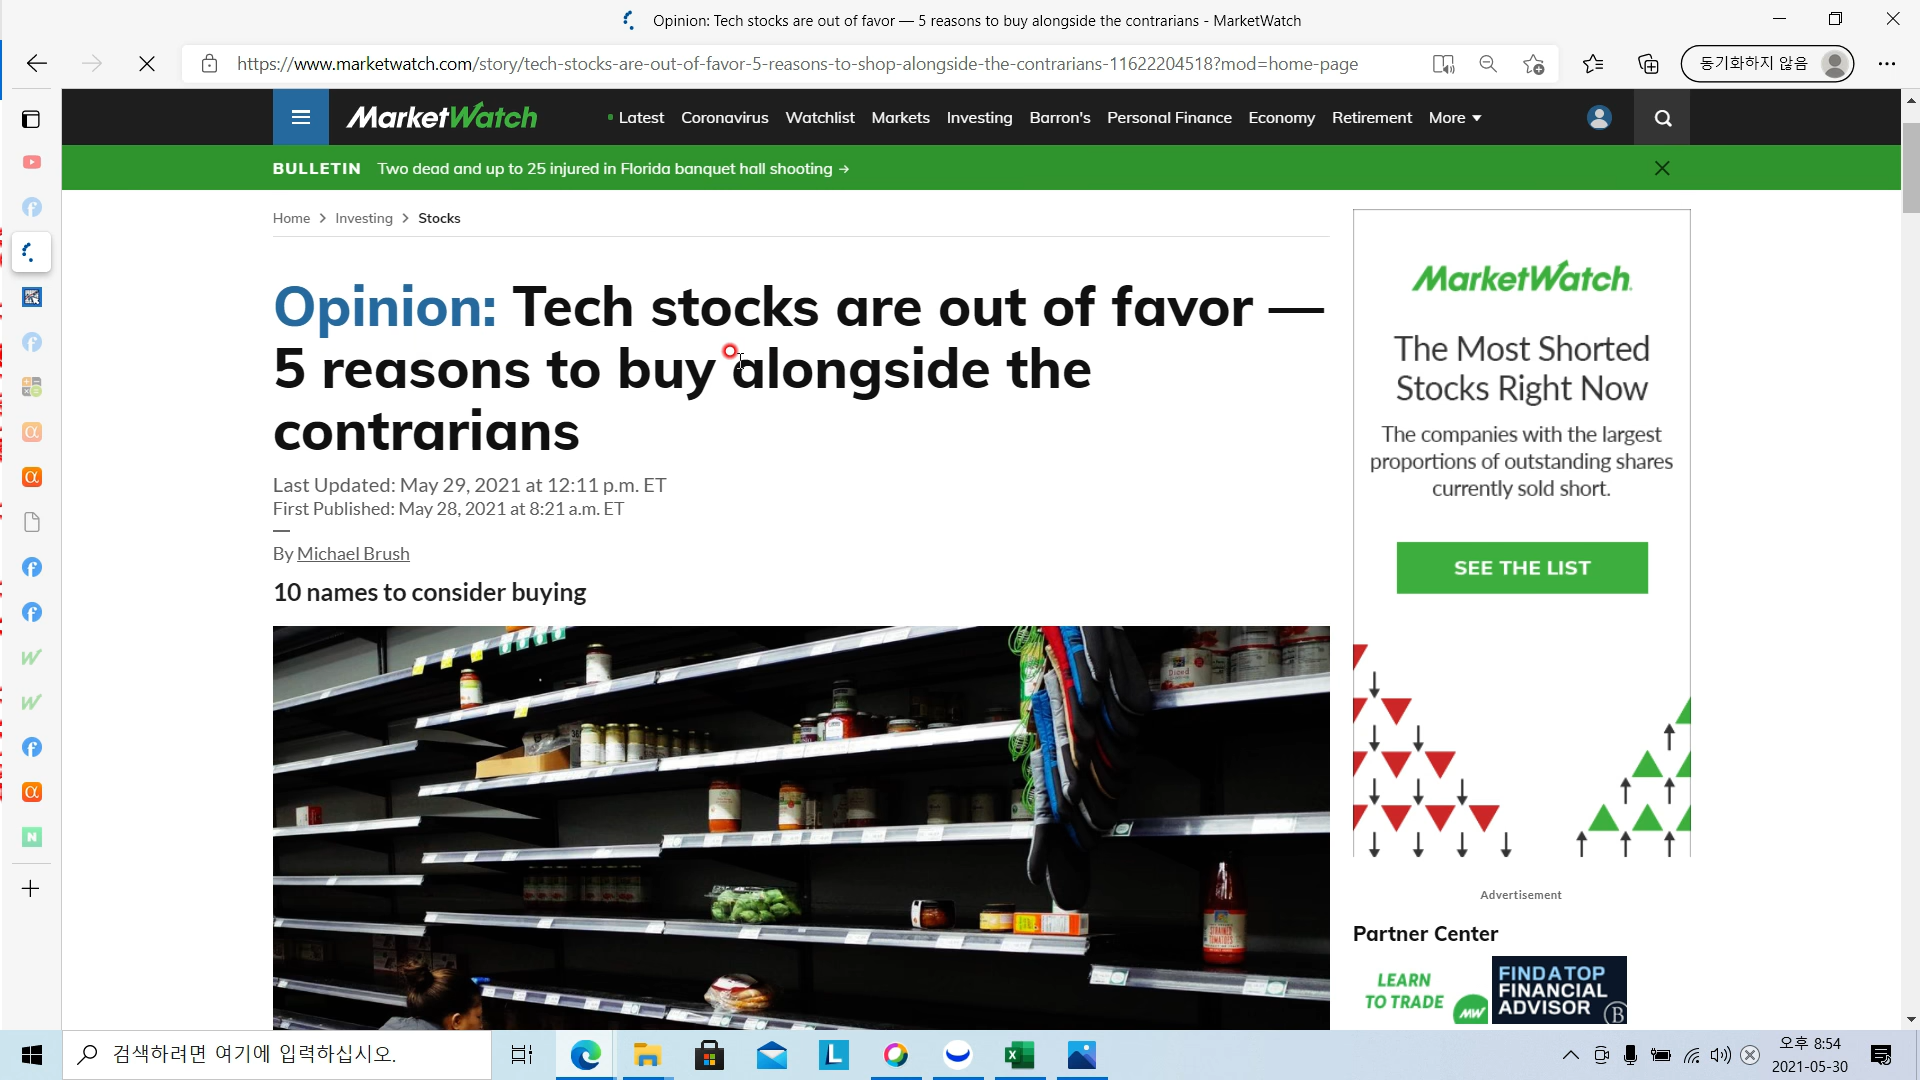 Opinion: Tech stocks are out of favor — 5 reasons to buy alongside the contrarians - MarketWatch
https://www.marketwatch.com/story/tech-stocks-are-out-of-favor-5-reasons-to-shop-alongside-the-contrarians-11622204518?mod=home-page
동기화하지 않음
MarketWatch
Latest Coronavirus Watchlist Markets Investing Barron's Personal Finance Economy Retirement More
BULLETIN Two dead and up to 25 injured in Florida banquet hall shooting →
Home > Investing > Stocks
Opinion: Tech stocks are out of favor —
5 reasons to buy alongside the
contrarians
Last Updated: May 29, 2021 at 12:11 p.m. ET
First Published: May 28, 2021 at 8:21 a.m. ET
By Michael Brush
10 names to consider buying
MarketWatch
The Most Shorted
Stocks Right Now
The companies with the largest
proportions of outstanding shares
currently sold short.
SEE THE LIST
Advertisement
Partner Center
LEARN
TO TRADE
MW
FIND A TOP
FINANCIAL
ADVISOR
B
검색하려면 여기에 입력하십시오.
오후 8:54
2021-05-30